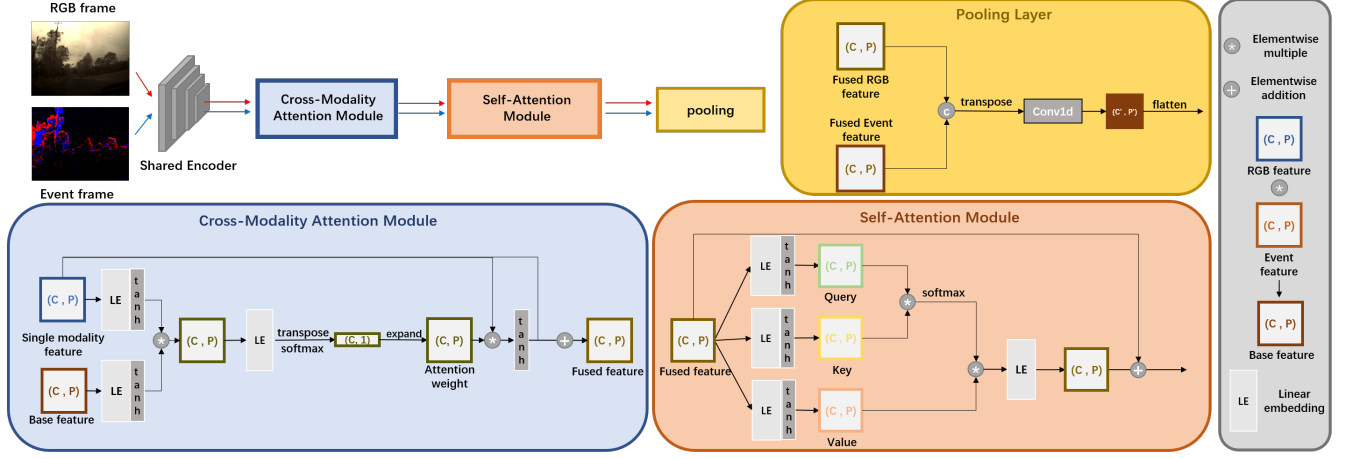 RGB frame
Event frame
Shared Encoder
Cross-Modality
Attention Module
Self-Attention
Module
pooling
Pooling Layer
(C , P)
Fused RGB
feature
Fused Event
feature
(C , P)
c
transpose
Conv1d
(C', P')
flatten
Elementwise
multiple
Elementwise
addition
(C , P)
RGB feature
(C , P)
Event
feature
(C , P)
Base feature
LE
Linear
embedding
Cross-Modality Attention Module
(C , P)
Single modality
feature
LE
tanh
(C , P)
Base feature
LE
tanh
(C , P)
LE
transpose
softmax
(C, 1)
expand
(C, P)
Attention
weight
tanh
(C, P)
Fused feature
Self-Attention Module
(C, P)
Fused feature
LE
tanh
(C , P)
Query
LE
tanh
(C , P)
Key
LE
tanh
(C , P)
Value
softmax
LE
(C , P)